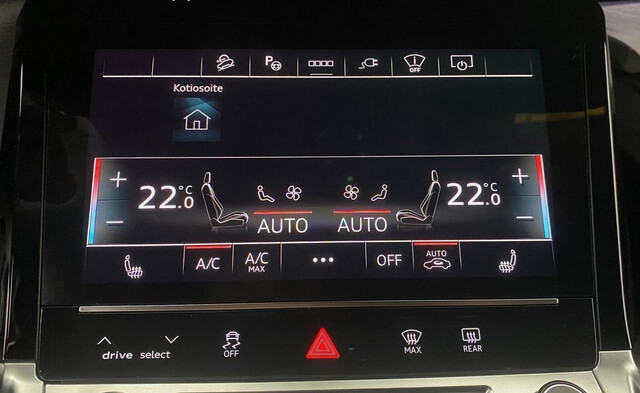 P
OFF
Kotiosoite
+ 22.0 °C AUTO AUTO 22.0 °C +
− −
A/C A/C MAX ••• OFF AUTO
drive select OFF MAX REAR